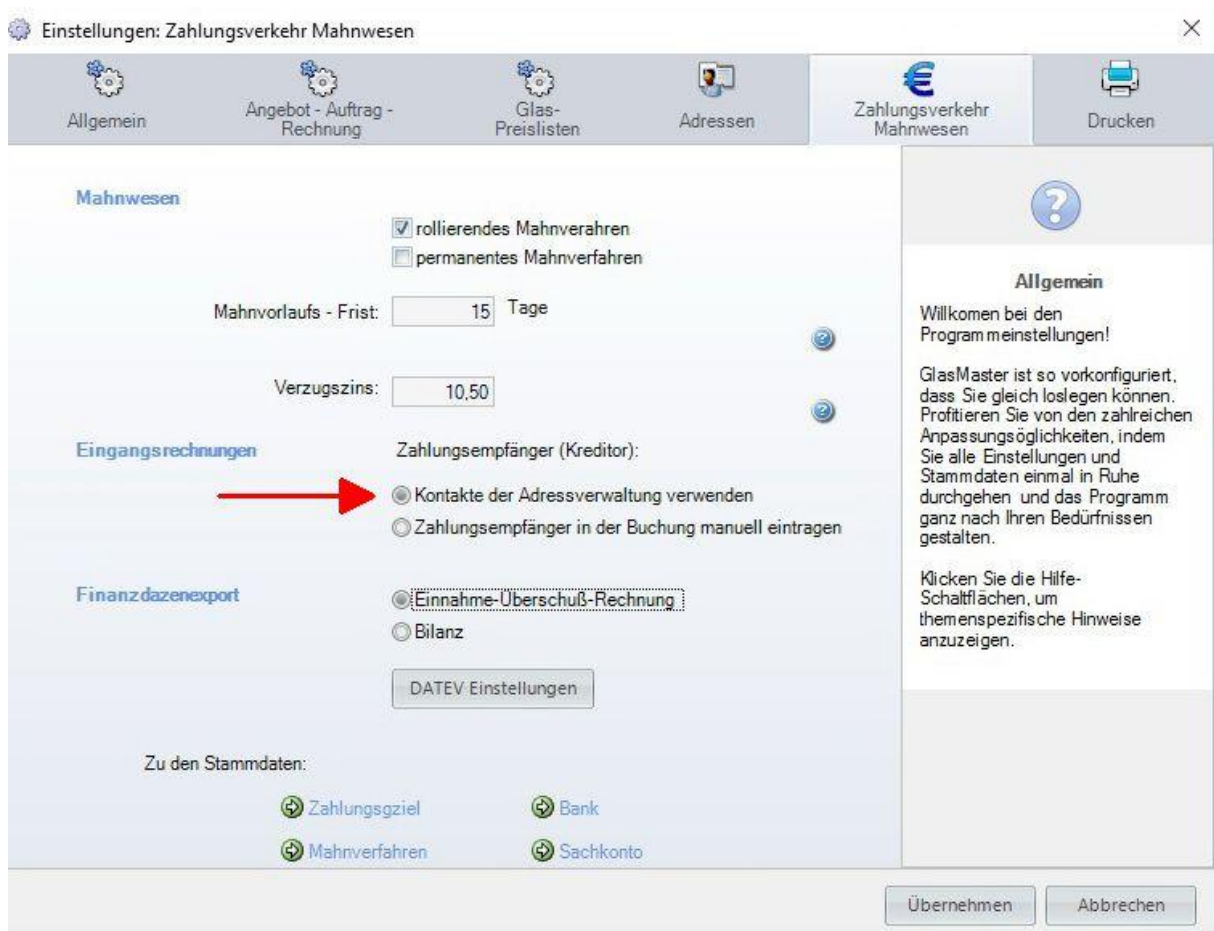 Einstellungen: Zahlungsverkehr Mahnwesen
Allgemein
Angebot - Auftrag -
Rechnung
Glas-
Preislisten
Adressen
Zahlungsverkehr
Mahnwesen
Drucken
Mahnwesen
rollierendes Mahnverahren
permanentes Mahnverfahren
Mahnvorlaufs - Frist: 15 Tage
Verzugszins: 10,50
Eingangsrechnungen
Zahlungsempfänger (Kreditor):
Kontakte der Adressverwaltung verwenden
Zahlungsempfänger in der Buchung manuell eintragen
Finanzdazenexport
Einnahme-Überschuß-Rechnung
Bilanz
DATEV Einstellungen
Zu den Stammdaten:
Zahlungsgziel
Bank
Mahnverfahren
Sachkonto
Allgemein
Willkomen bei den
Programmeinstellungen!
GlasMaster ist so vorkonfiguriert,
dass Sie gleich loslegen können.
Profitieren Sie von den zahlreichen
Anpassungsöglichkeiten, indem
Sie alle Einstellungen und
Stammdaten einmal in Ruhe
durchgehen und das Programm
ganz nach Ihren Bedürfnissen
gestalten.
Klicken Sie die Hilfe-
Schaltflächen, um
themenspezifische Hinweise
anzuzeigen.
Übernehmen
Abbrechen